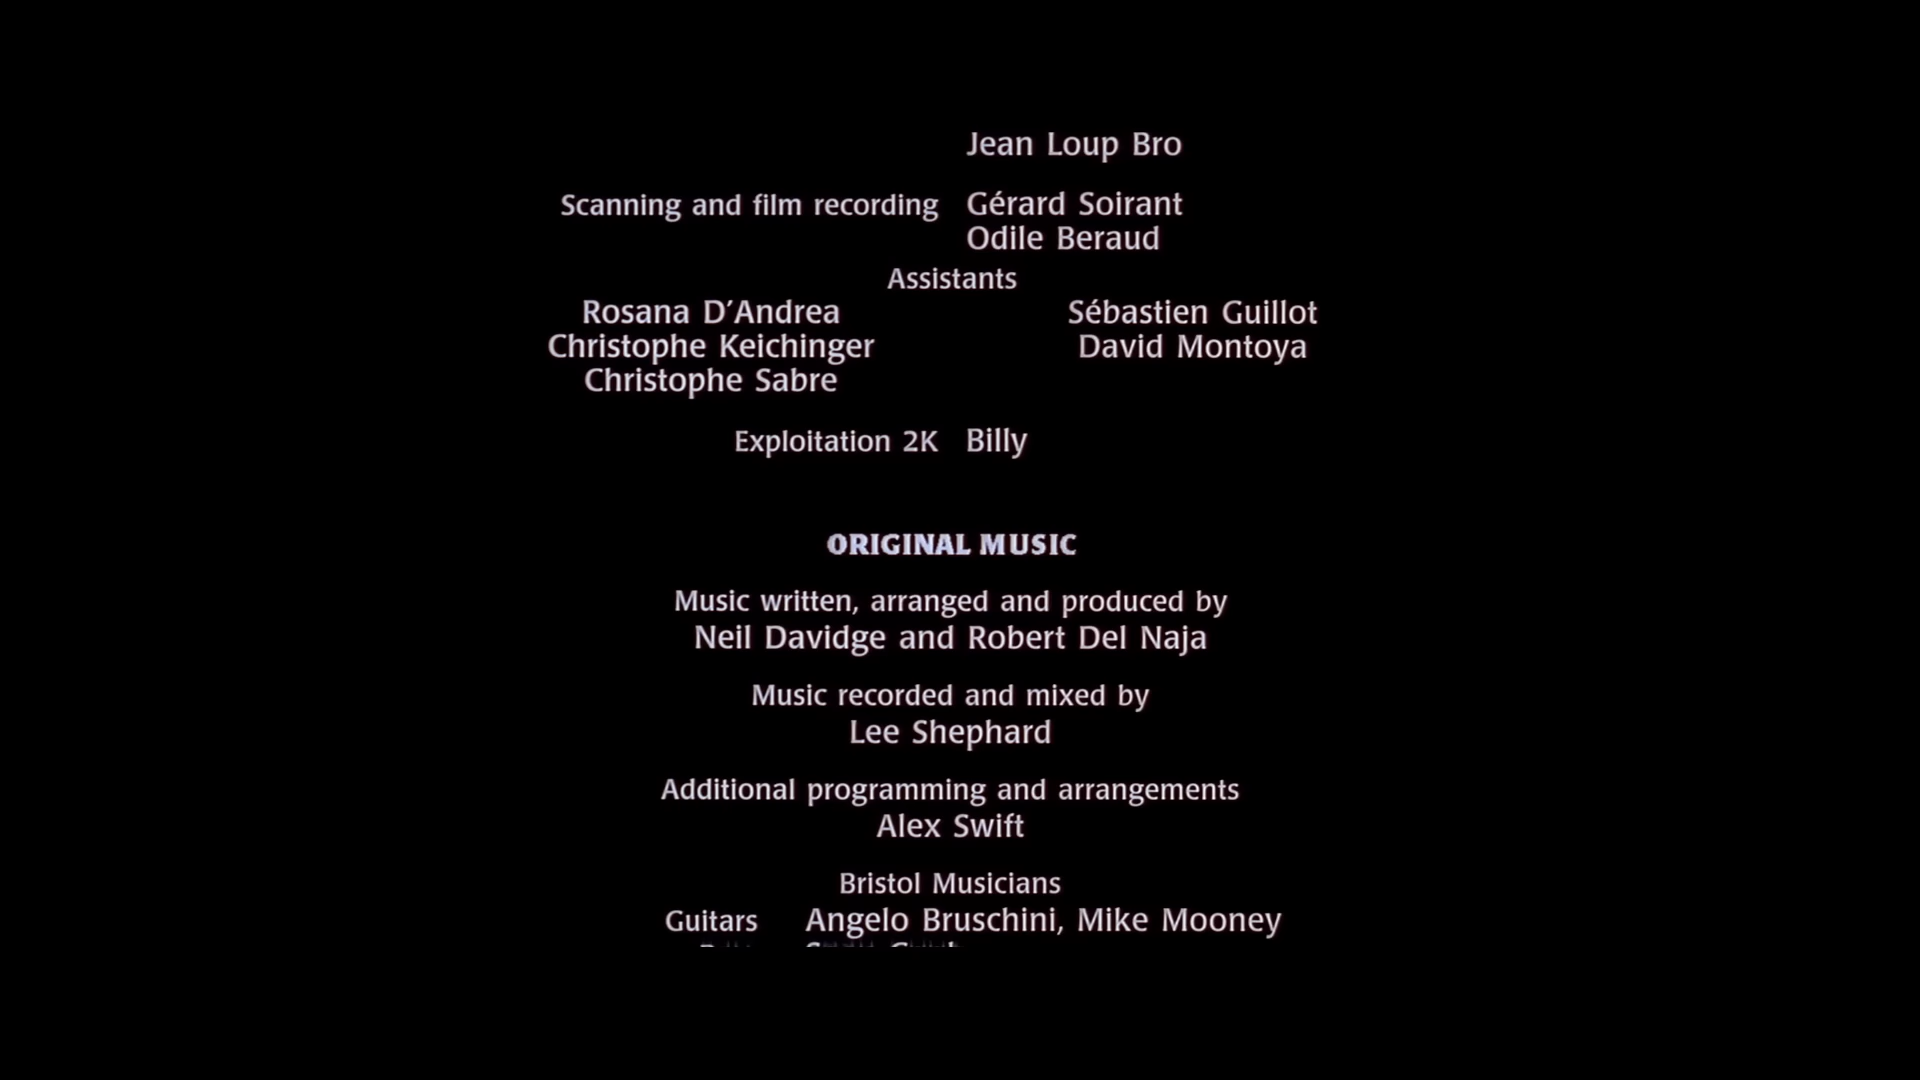 Jean Loup Bro
Scanning and film recording Gérard Soirant
Odile Beraud
Assistants
Rosana D'Andrea Sébastien Guillot
Christophe Keichinger David Montoya
Christophe Sabre
Exploitation 2K Billy
ORIGINAL MUSIC
Music written, arranged and produced by
Neil Davidge and Robert Del Naja
Music recorded and mixed by
Lee Shephard
Additional programming and arrangements
Alex Swift
Bristol Musicians
Guitars Angelo Bruschini, Mike Mooney